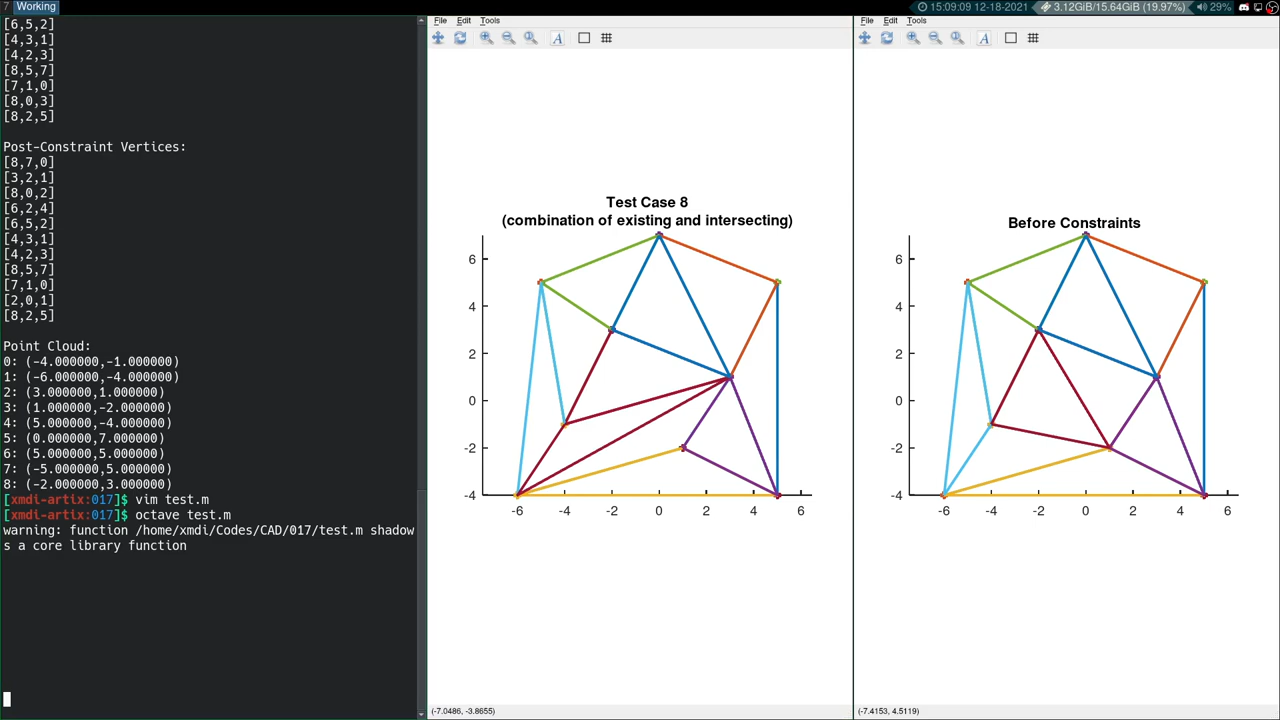 7 Working
15:09:09 12-18-2021
3.12GiB/15.64GiB (19.97%)
29%
[6,5,2]
[4,3,1]
[4,2,3]
[8,5,7]
[7,1,0]
[8,0,3]
[8,2,5]
Post-Constraint Vertices:
[8,7,0]
[3,2,1]
[8,0,2]
[6,2,4]
[6,5,2]
[4,3,1]
[4,2,3]
[8,5,7]
[7,1,0]
[2,0,1]
[8,2,5]
Point Cloud:
0: (-4.000000,-1.000000)
1: (-6.000000,-4.000000)
2: (3.000000,1.000000)
3: (1.000000,-2.000000)
4: (5.000000,-4.000000)
5: (0.000000,7.000000)
6: (5.000000,5.000000)
7: (-5.000000,5.000000)
8: (-2.000000,3.000000)
[xmdi-artix:017]$ vim test.m
[xmdi-artix:017]$ octave test.m
warning: function /home/xmdi/Codes/CAD/017/test.m shadow
s a core library function
File Edit Tools
A
Test Case 8
(combination of existing and intersecting)
6
4
2
0
-2
-4
-6 -4 -2 0 2 4 6
(-7.0486, -3.8655)
File Edit Tools
A
Before Constraints
6
4
2
0
-2
-4
-6 -4 -2 0 2 4 6
(-7.4153, 4.5119)